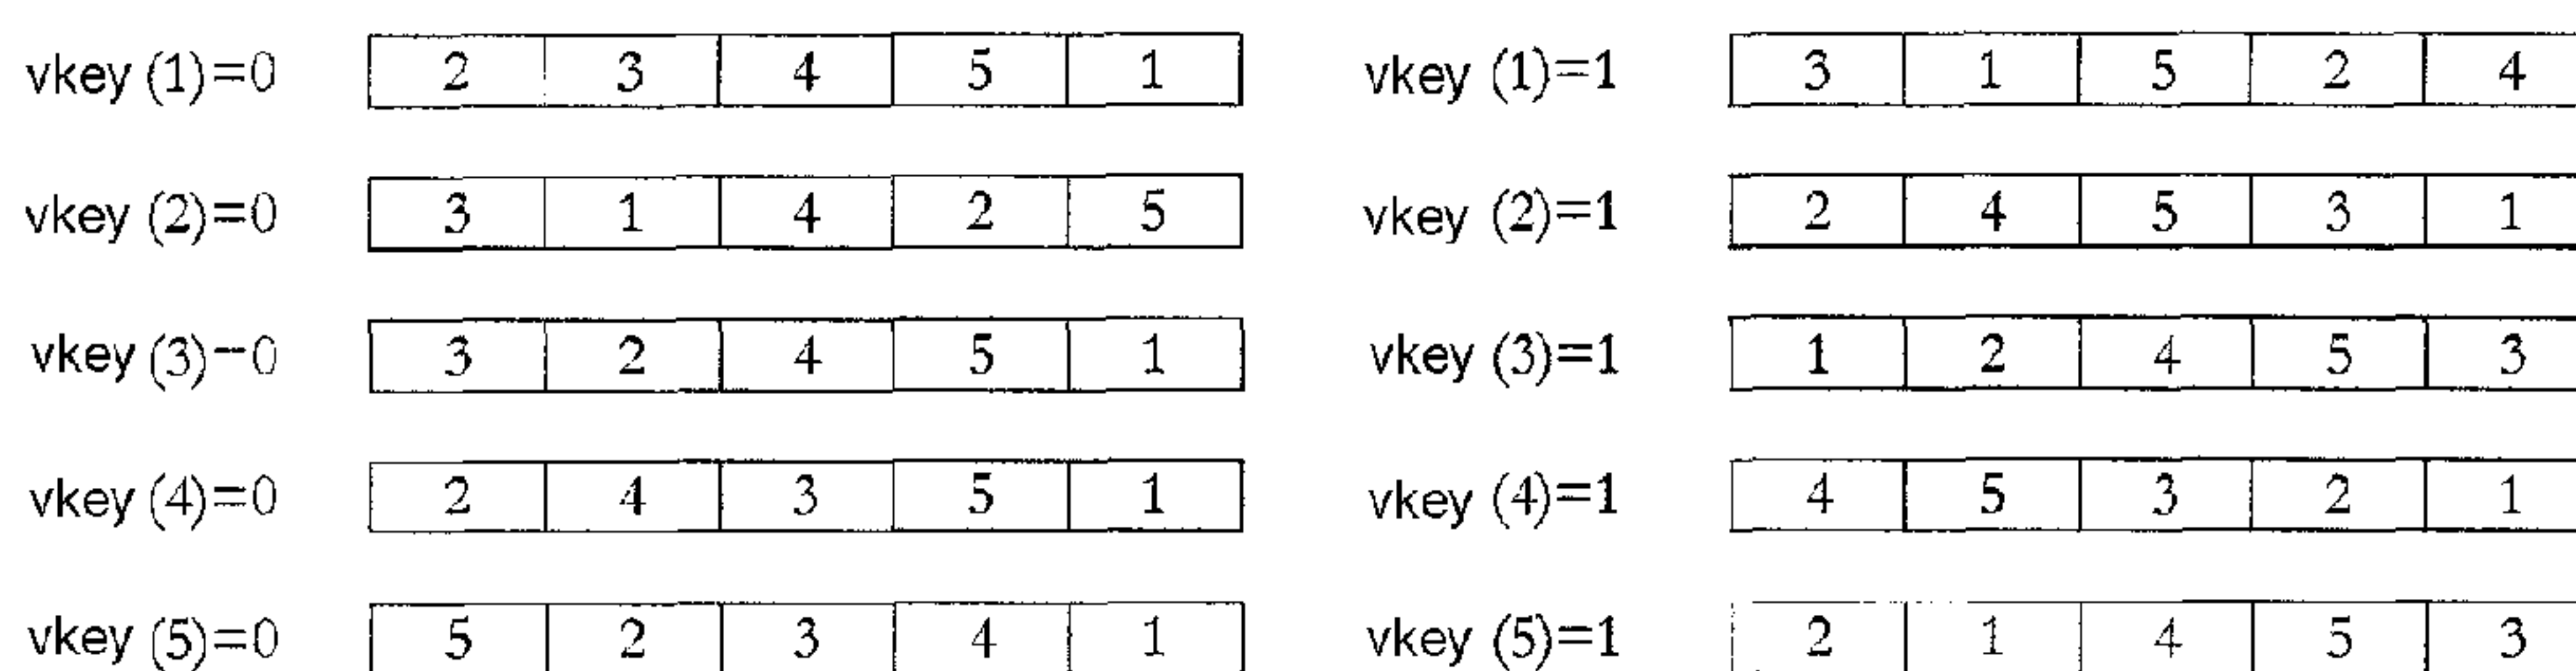 vkey (1)=0 2 3 4 5 1 vkey (1)=1 3 1 5 2 4
vkey (2)=0 3 1 4 2 5 vkey (2)=1 2 4 5 3 1
vkey (3)-0 3 2 4 5 1 vkey (3)=1 1 2 4 5 3
vkey (4)=0 2 4 3 5 1 vkey (4)=1 4 5 3 2 1
vkey (5)=0 5 2 3 4 1 vkey (5)=1 2 1 4 5 3